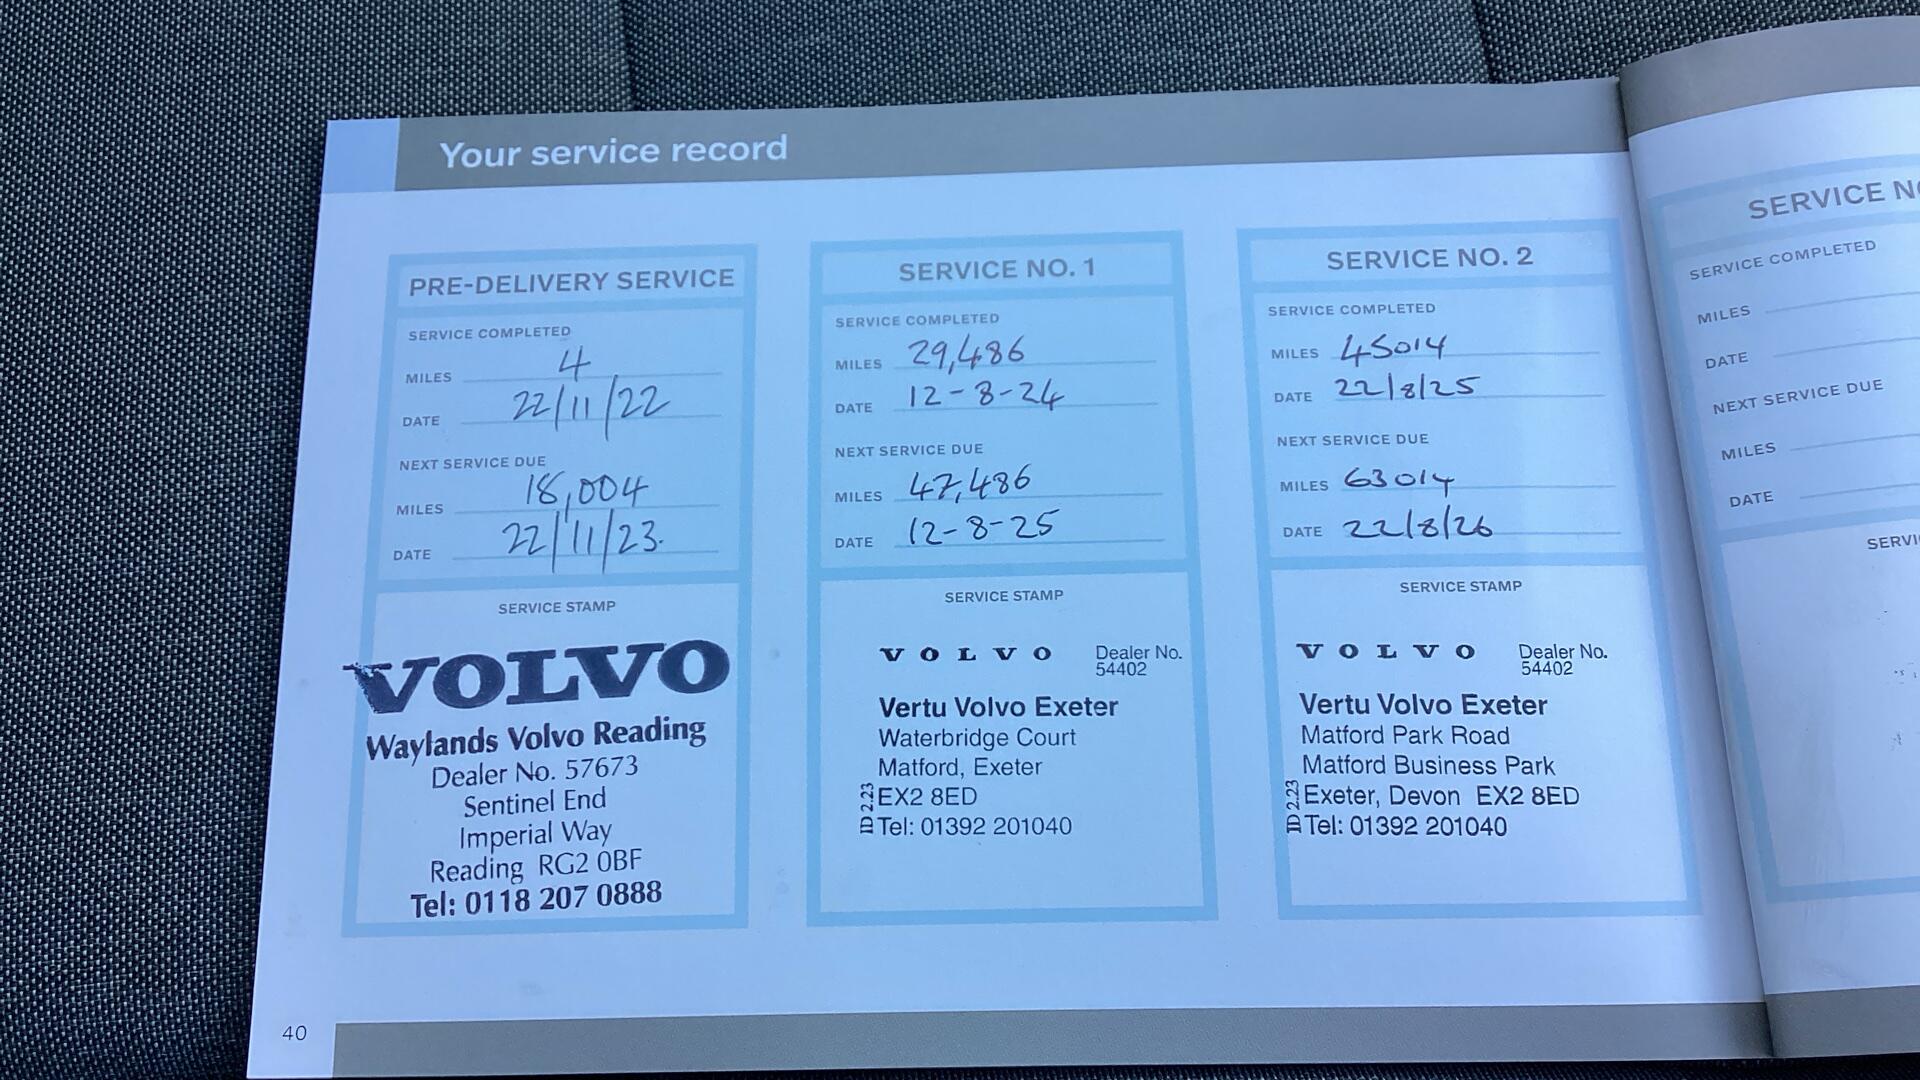 Your service record
PRE-DELIVERY SERVICE
SERVICE COMPLETED
MILES 4
DATE 22/11/22
NEXT SERVICE DUE
MILES 18,004
DATE 22/11/23.
SERVICE STAMP
VOLVO
Waylands Volvo Reading
Dealer No. 57673
Sentinel End
Imperial Way
Reading RG2 0BF
Tel: 0118 207 0888
SERVICE NO. 1
SERVICE COMPLETED
MILES 29,486
DATE 12-8-24
NEXT SERVICE DUE
MILES 47,486
DATE 12-8-25
SERVICE STAMP
VOLVO Dealer No.
54402
Vertu Volvo Exeter
Waterbridge Court
Matford, Exeter
EX2 8ED
Tel: 01392 201040
ID 2.23
SERVICE NO. 2
SERVICE COMPLETED
MILES 45014
DATE 22/8/25
NEXT SERVICE DUE
MILES 63014
DATE 22/8/26
SERVICE STAMP
VOLVO Dealer No.
54402
Vertu Volvo Exeter
Matford Park Road
Matford Business Park
Exeter, Devon EX2 8ED
Tel: 01392 201040
ID 2.23
SERVICE
SERVICE COMPLETED
MILES
DATE
NEXT SERVICE DUE
MILES
DATE
40